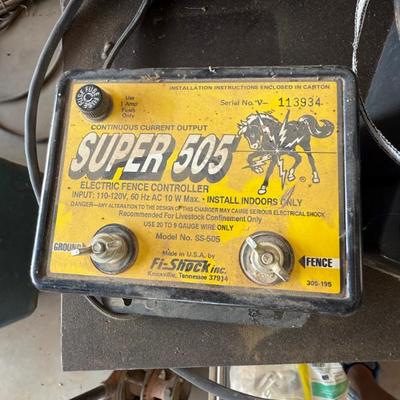 INSTALLATION INSTRUCTIONS ENCLOSED IN CARTON
Serial No. V- 113934
FUSE FUSE
Use
1 Amp
Fuse
Only
CONTINUOUS CURRENT OUTPUT
SUPER 505
ELECTRIC FENCE CONTROLLER
INPUT: 110-120V, 60 Hz AC 10 W Max. • INSTALL INDOORS ONLY
DANGER—ANY ALTERATION TO THE DESIGN OF THIS CHARGER MAY CAUSE SERIOUS ELECTRICAL SHOCK
Recommended For Livestock Confinement Only
USE 20 TO 9 GAUGE WIRE ONLY
Model No. SS-505
GROUND
FENCE
Made in U.S.A. by
Fi-Shock inc.
Knoxville, Tennessee 37914
305-195